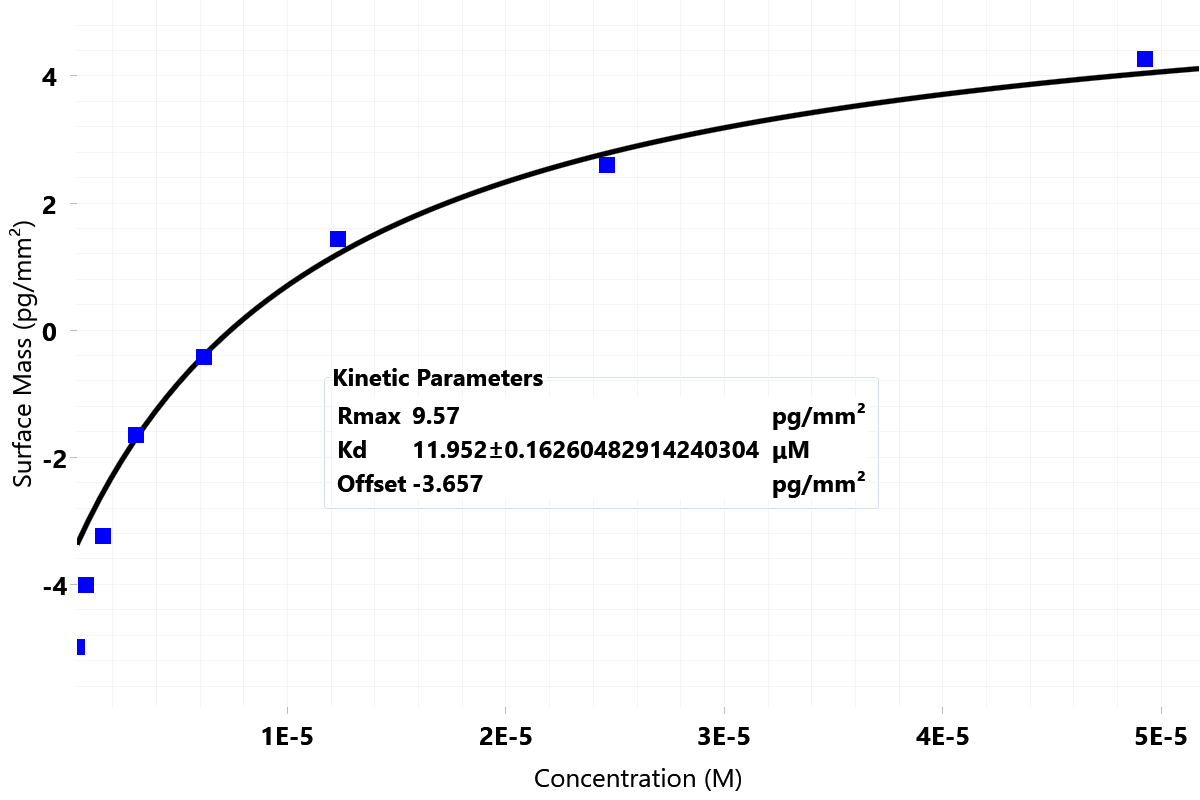 Surface Mass (pg/mm²)
4
2
0
-2
-4
Kinetic Parameters
Rmax 9.57 pg/mm²
Kd 11.952±0.16260482914240304 µM
Offset -3.657 pg/mm²
1E-5 2E-5 3E-5 4E-5 5E-5
Concentration (M)